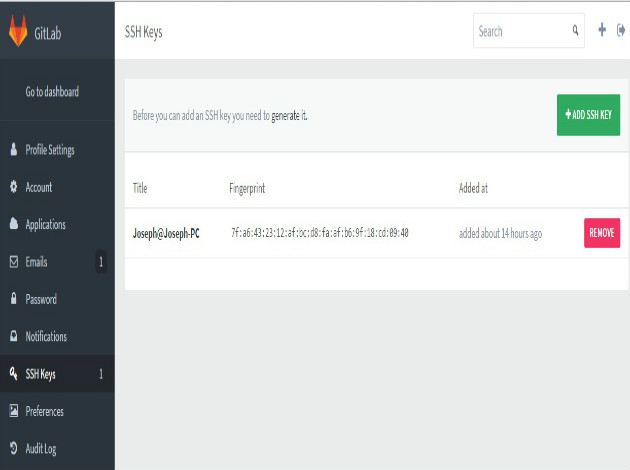 GitLab
SSH Keys
Search
Go to dashboard
Before you can add an SSH key you need to generate it.
ADD SSH KEY
Profile Settings
Account
Title Fingerprint Added at
Applications
Joseph@Joseph-PC 7f:a6:43:23:12:af:bc:d8:fa:af:b6:9f:18:cd:09:40 added about 14 hours ago REMOVE
Emails 1
Password
Notifications
SSH Keys 1
Preferences
Audit Log